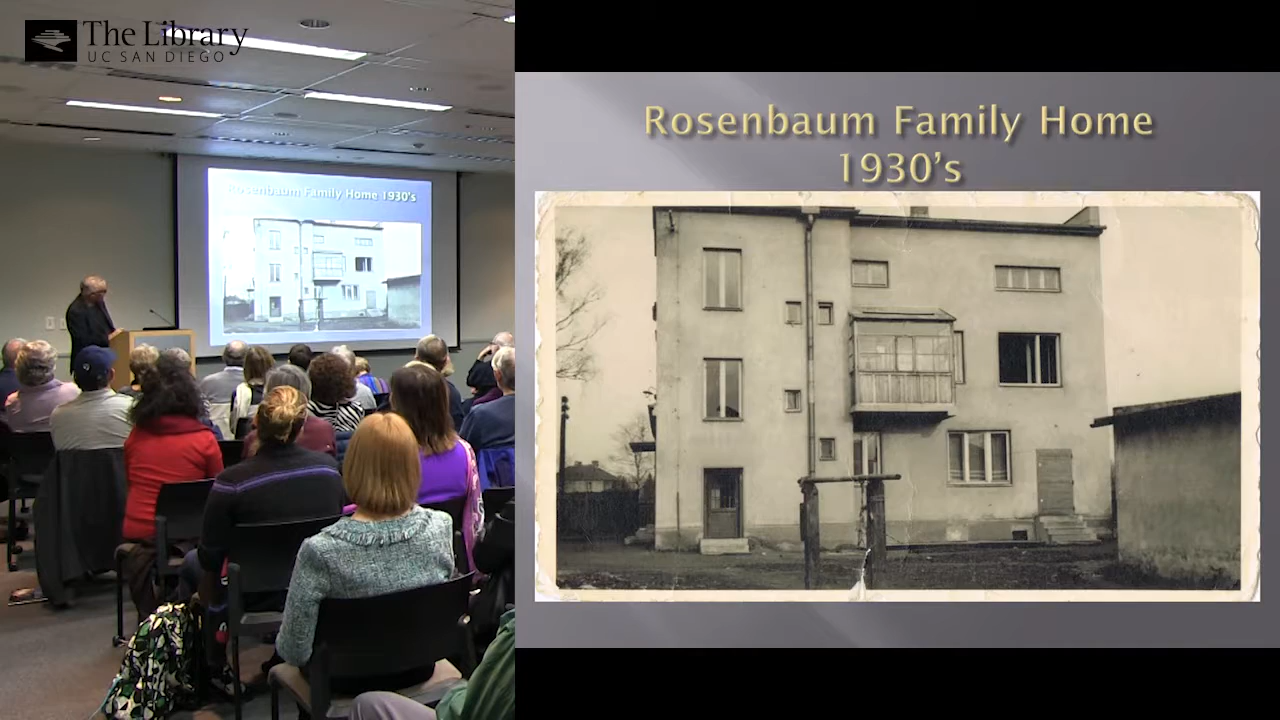 The Library
UC SAN DIEGO
Rosenbaum Family Home 1930's
Rosenbaum Family Home
1930's